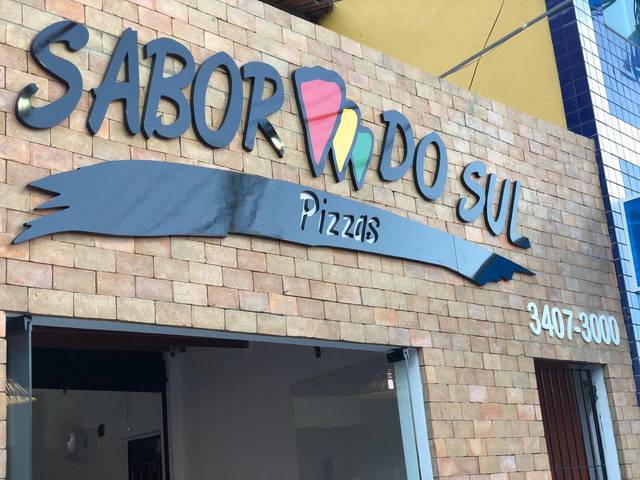 SABOR DO SUL
Pizzas
3407-3000